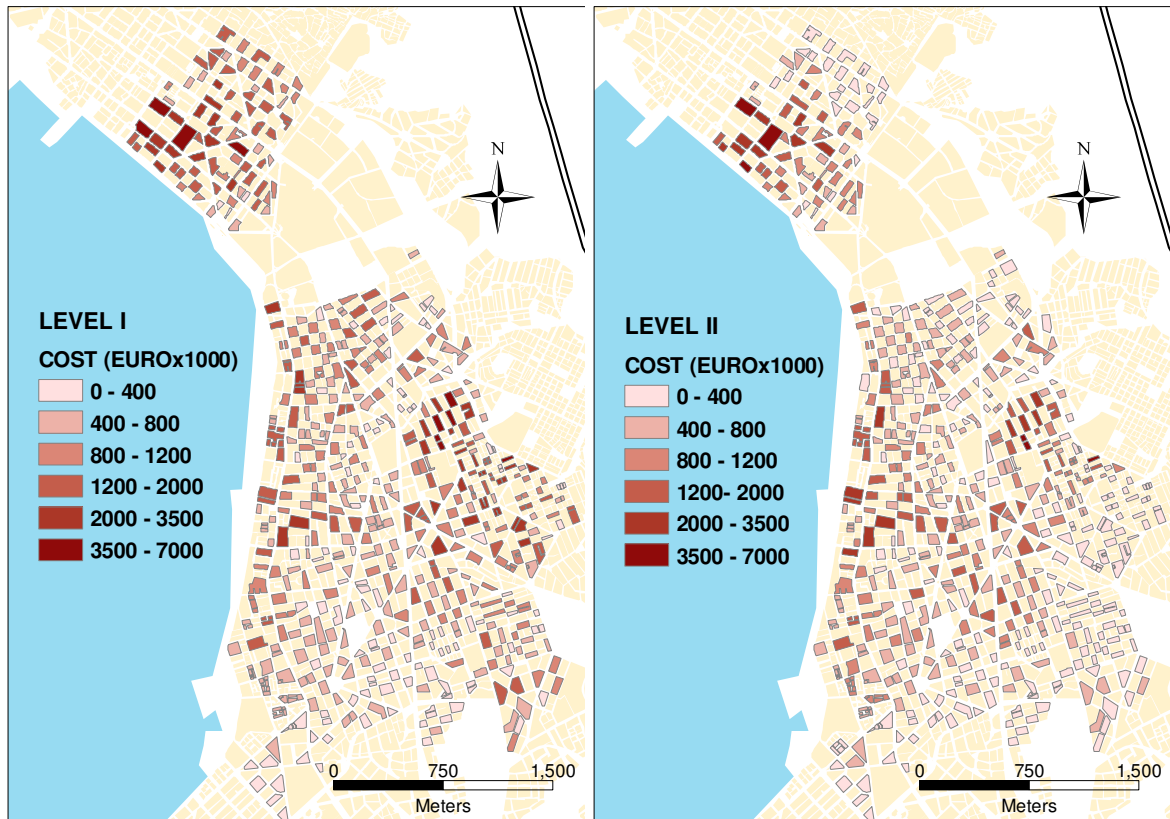 N
LEVEL I
COST (EUROx1000)
0 - 400
400 - 800
800 - 1200
1200 - 2000
2000 - 3500
3500 - 7000
0 750 1,500
Meters
N
LEVEL II
COST (EUROx1000)
0 - 400
400 - 800
800 - 1200
1200- 2000
2000 - 3500
3500 - 7000
0 750 1,500
Meters